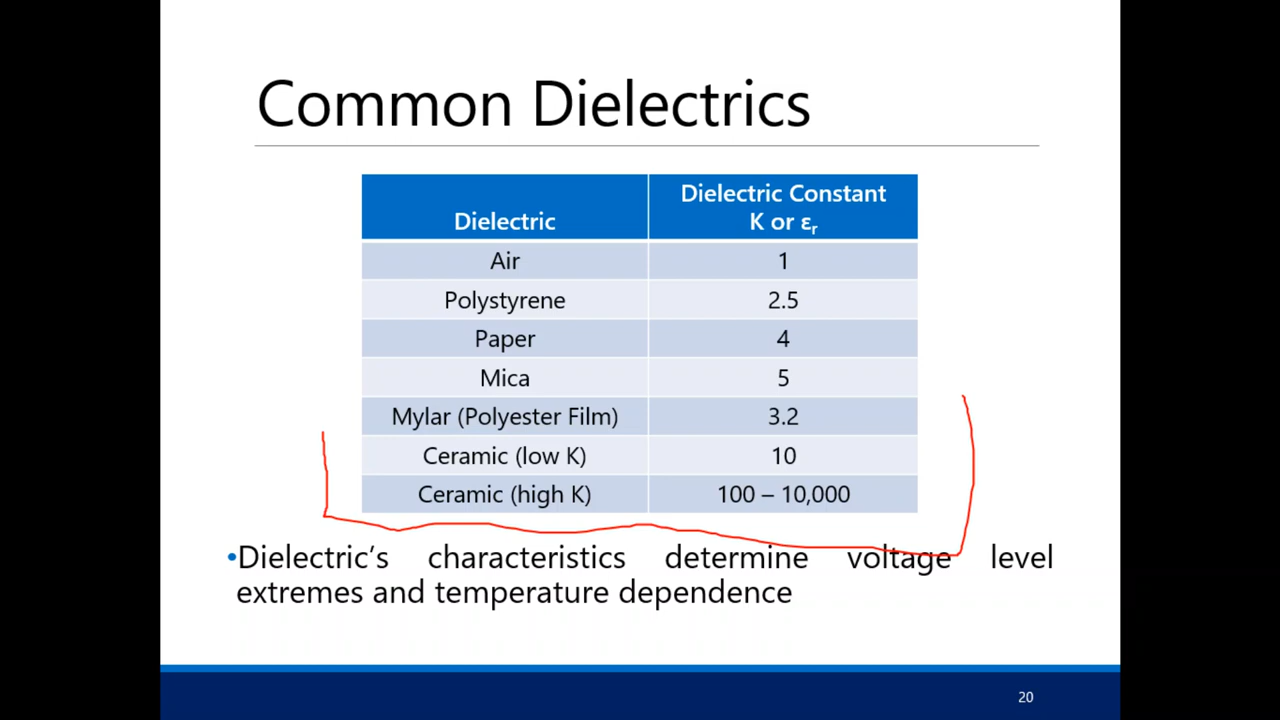 Common Dielectrics
Dielectric Constant
Dielectric K or εr
Air 1
Polystyrene 2.5
Paper 4
Mica 5
Mylar (Polyester Film) 3.2
Ceramic (low K) 10
Ceramic (high K) 100 – 10,000
•Dielectric’s characteristics determine voltage level
extremes and temperature dependence
20